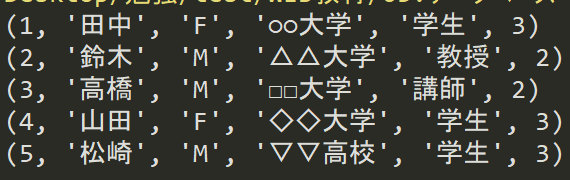 (1, '田中', 'F', '○○大学', '学生', 3)
(2, '鈴木', 'M', '△△大学', '教授', 2)
(3, '高橋', 'M', '□□大学', '講師', 2)
(4, '山田', 'F', '◇◇大学', '学生', 3)
(5, '松崎', 'M', '▽▽高校', '学生', 3)